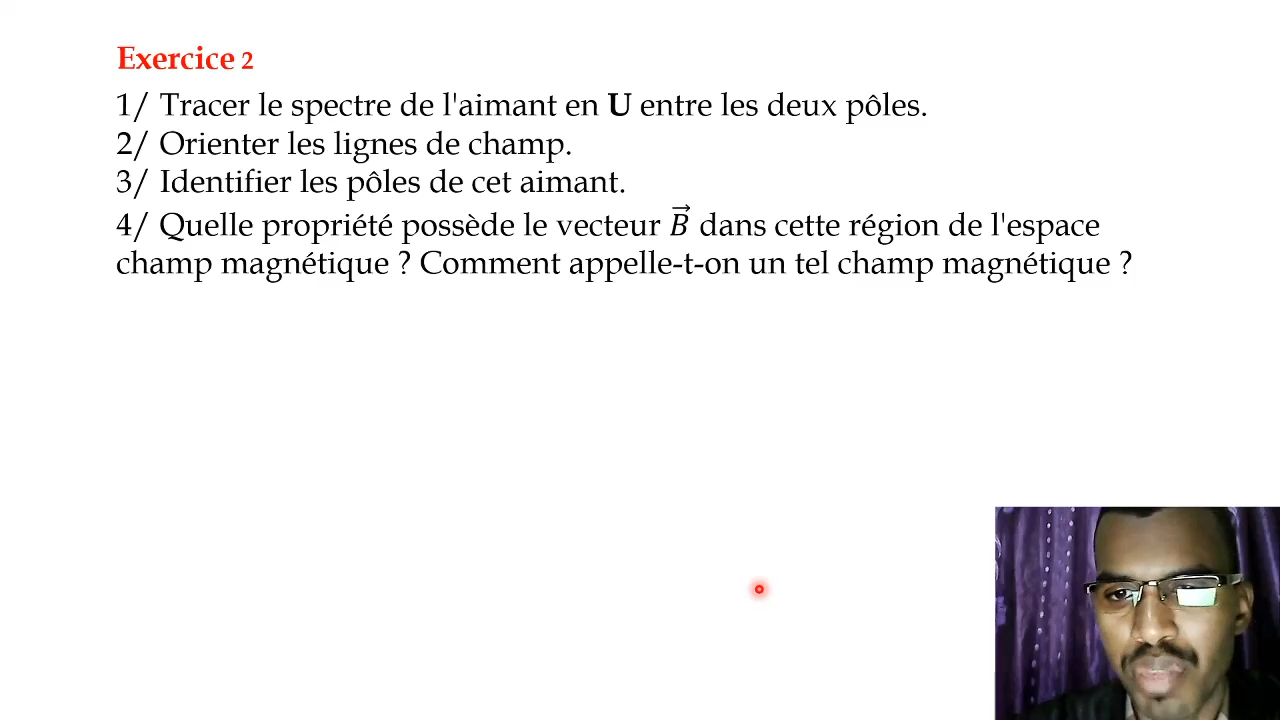 Exercice 2
1/ Tracer le spectre de l'aimant en U entre les deux pôles.
2/ Orienter les lignes de champ.
3/ Identifier les pôles de cet aimant.
4/ Quelle propriété possède le vecteur \vec{B} dans cette région de l'espace
champ magnétique ? Comment appelle-t-on un tel champ magnétique ?